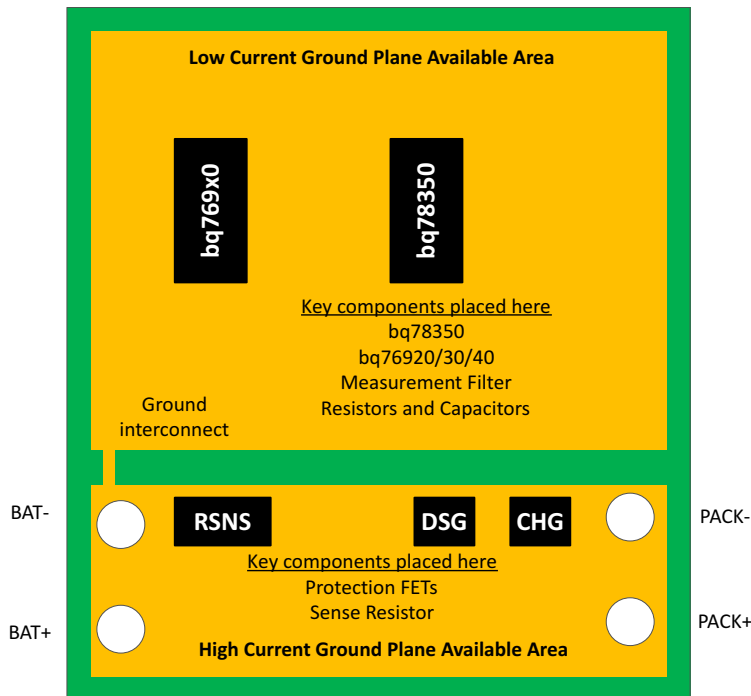 Low Current Ground Plane Available Area
bq769x0
bq78350
Key components placed here
bq78350
bq76920/30/40
Measurement Filter
Resistors and Capacitors
Ground
interconnect
BAT-
RSNS
DSG
CHG
PACK-
Key components placed here
Protection FETs
Sense Resistor
BAT+
PACK+
High Current Ground Plane Available Area